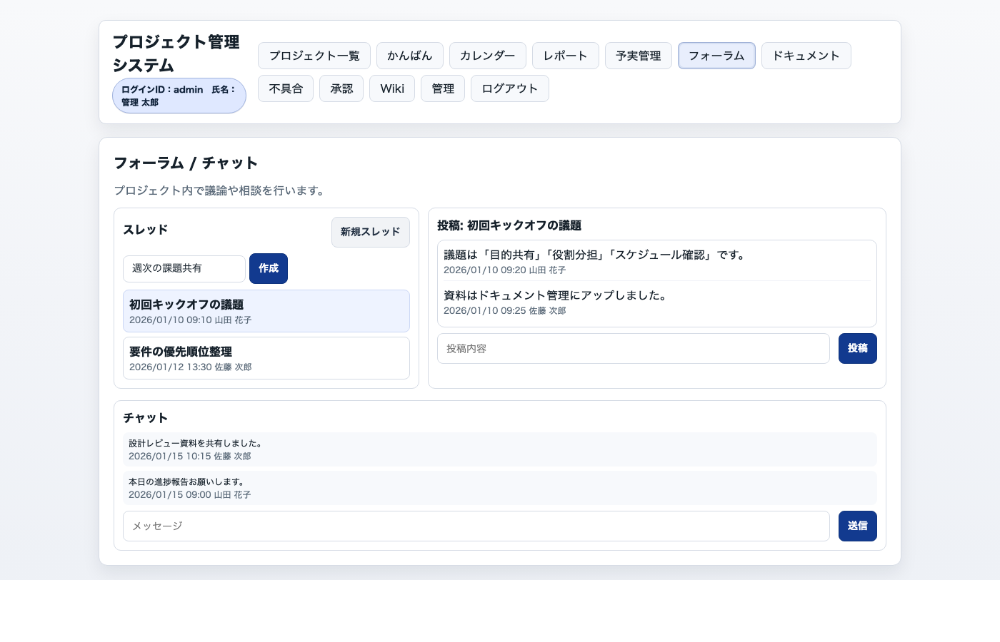 プロジェクト管理
システム
ログインID：admin　氏名：
管理 太郎
プロジェクト一覧
かんばん
カレンダー
レポート
予実管理
フォーラム
ドキュメント
不具合
承認
Wiki
管理
ログアウト
フォーラム / チャット
プロジェクト内で議論や相談を行います。
スレッド
新規スレッド
週次の課題共有
作成
初回キックオフの議題
2026/01/10 09:10 山田 花子
要件の優先順位整理
2026/01/12 13:30 佐藤 次郎
投稿: 初回キックオフの議題
議題は「目的共有」「役割分担」「スケジュール確認」です。
2026/01/10 09:20 山田 花子
資料はドキュメント管理にアップしました。
2026/01/10 09:25 佐藤 次郎
投稿内容
投稿
チャット
設計レビュー資料を共有しました。
2026/01/15 10:15 佐藤 次郎
本日の進捗報告お願いします。
2026/01/15 09:00 山田 花子
メッセージ
送信